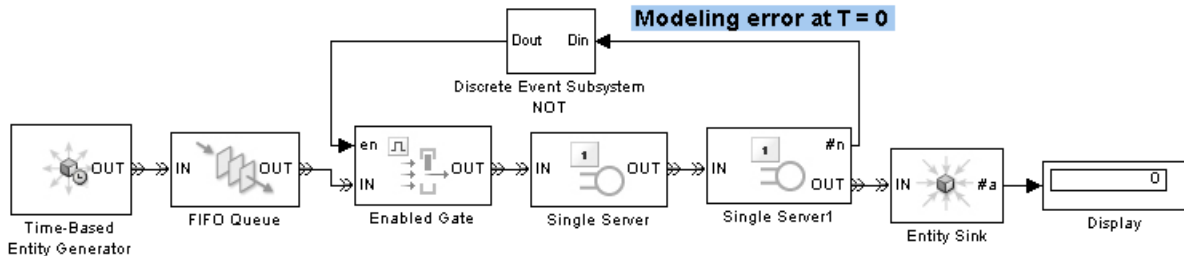 Modeling error at T = 0
Dout Din
Discrete Event Subsystem
NOT
OUT
Time-Based
Entity Generator
IN OUT
FIFO Queue
en
IN OUT
Enabled Gate
1
IN OUT
Single Server
1
#n
IN OUT
Single Server1
IN #a
Entity Sink
0
Display